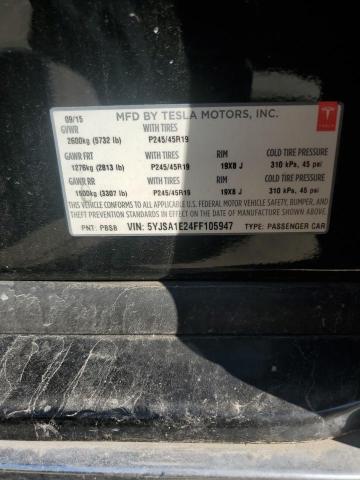 09/15 MFD BY TESLA MOTORS, INC.
GVWR WITH TIRES
2600kg (5732 lb) P245/45R19
GAWR FRT WITH TIRES RIM COLD TIRE PRESSURE
1276kg (2813 lb) P245/45R19 19X8 J 310 kPa, 45 psi
GAWR RR WITH TIRES RIM COLD TIRE PRESSURE
1500kg (3307 lb) P245/45R19 19X8 J 310 kPa, 45 psi
THIS VEHICLE CONFORMS TO ALL APPLICABLE U.S. FEDERAL MOTOR VEHICLE SAFETY, BUMPER, AND
THEFT PREVENTION STANDARDS IN EFFECT ON THE DATE OF MANUFACTURE SHOWN ABOVE.
PNT: PBSB VIN: 5YJSA1E24FF105947 TYPE: PASSENGER CAR